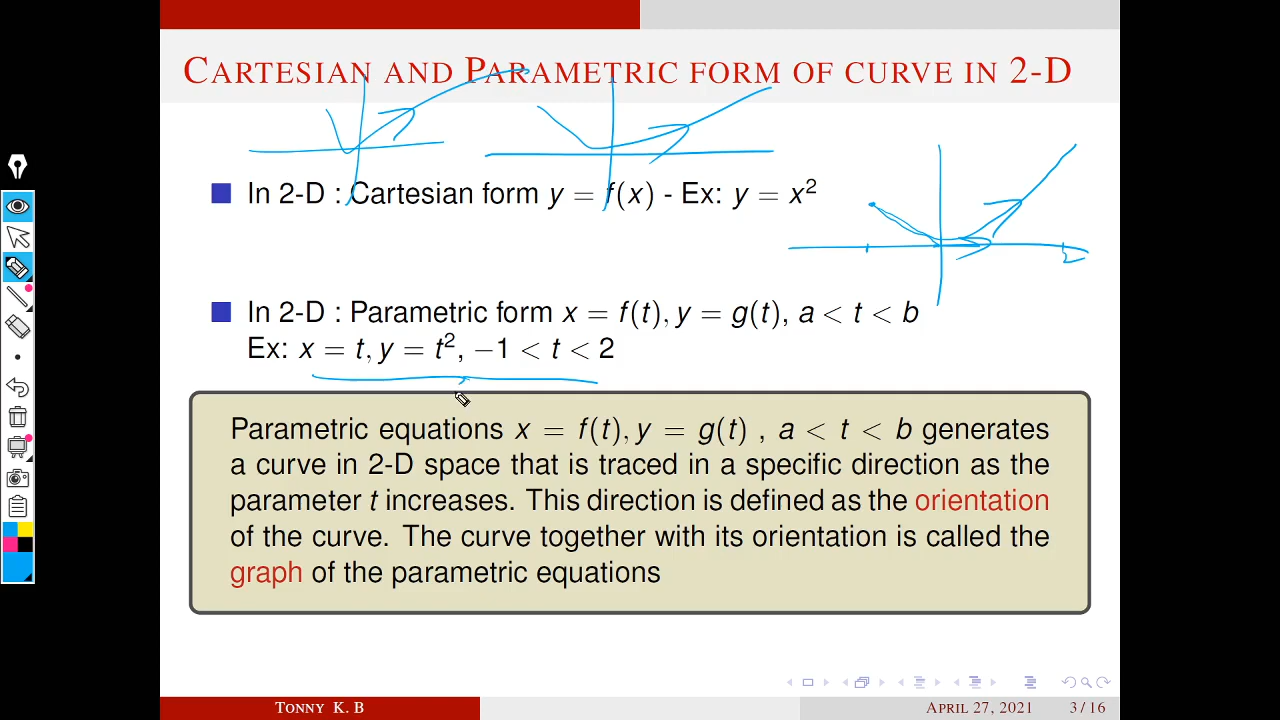 CARTESIAN AND PARAMETRIC FORM OF CURVE IN 2-D
In 2-D : Cartesian form y = f(x) - Ex: y = x²
2
In 2-D : Parametric form x = f(t), y = g(t), a < t < b
Ex: x = t, y = t², −1 < t < 2
Parametric equations x = f(t), y = g(t) , a < t < b generates
a curve in 2-D space that is traced in a specific direction as the
parameter t increases. This direction is defined as the orientation
of the curve. The curve together with its orientation is called the
graph of the parametric equations
TONNY K. B
APRIL 27, 2021
3 / 16